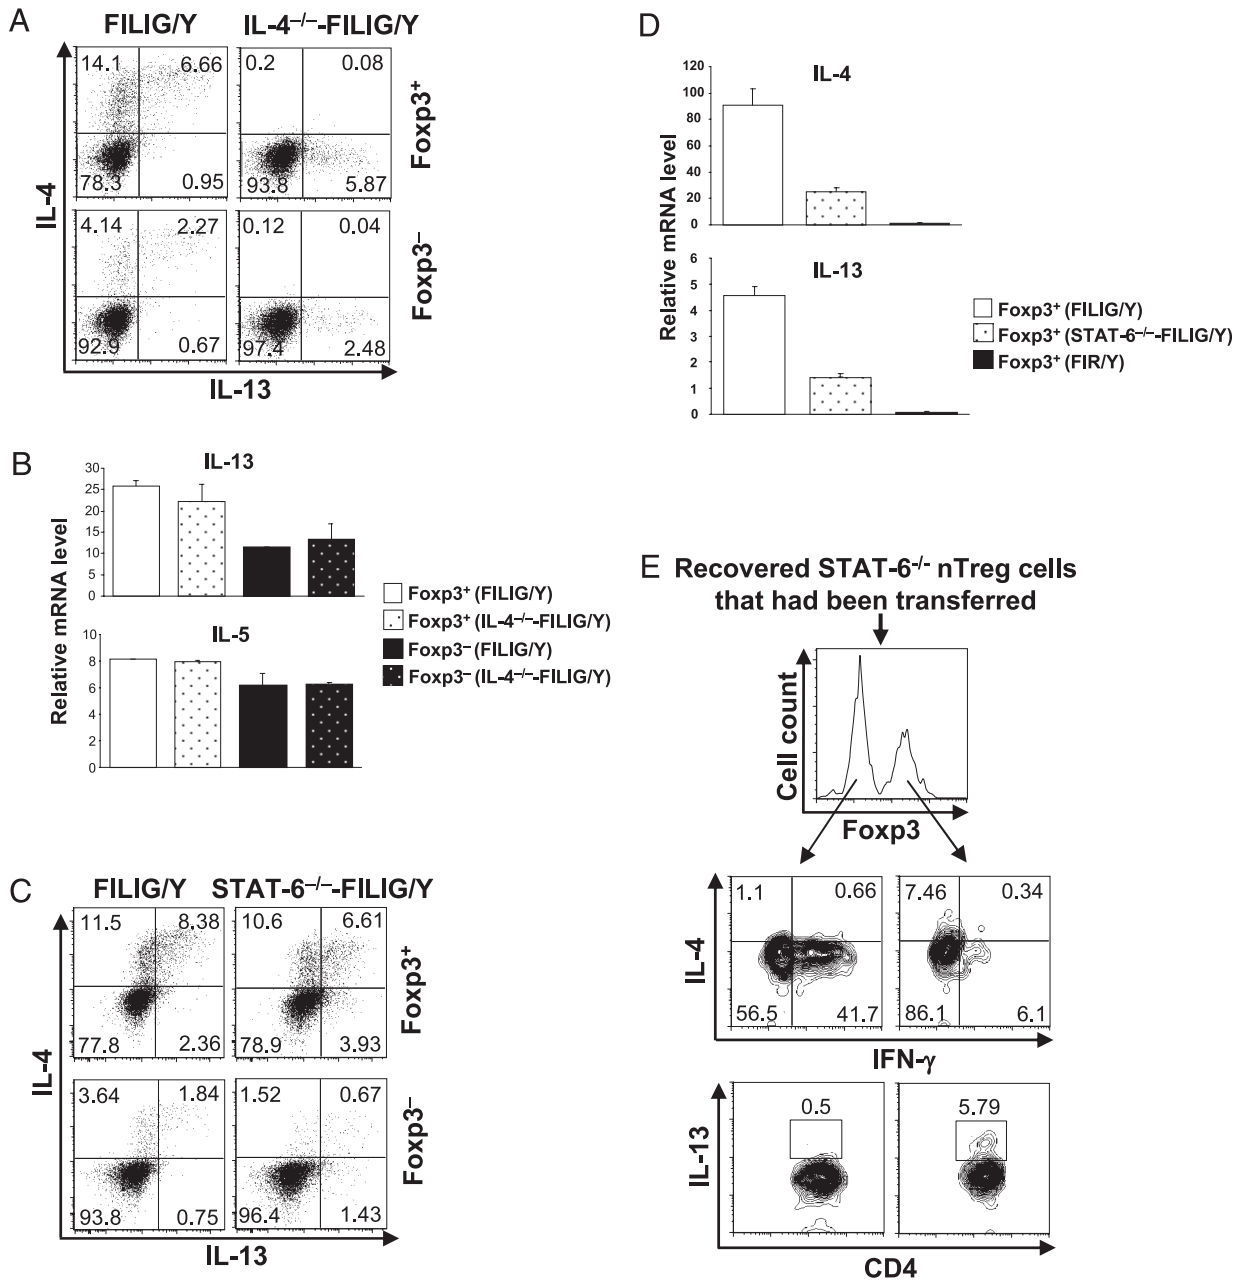 A
FILIG/Y IL-4–/–-FILIG/Y
14.1 6.66 0.2 0.08
78.3 0.95 93.8 5.87
Foxp3+
4.14 2.27 0.12 0.04
92.9 0.67 97.4 2.48
Foxp3–
IL-4
IL-13
B
IL-13
30
25
20
15
10
5
0
IL-5
10
8
6
4
2
0
Relative mRNA level
Foxp3+ (FILIG/Y)
Foxp3+ (IL-4–/–-FILIG/Y)
Foxp3– (FILIG/Y)
Foxp3– (IL-4–/–-FILIG/Y)
C
FILIG/Y STAT-6–/–-FILIG/Y
11.5 8.38 10.6 6.61
77.8 2.36 78.9 3.93
Foxp3+
3.64 1.84 1.52 0.67
93.8 0.75 96.4 1.43
Foxp3–
IL-4
IL-13
D
IL-4
120
100
80
60
40
20
0
IL-13
6
5
4
3
2
1
0
Relative mRNA level
Foxp3+ (FILIG/Y)
Foxp3+ (STAT-6–/–-FILIG/Y)
Foxp3+ (FIR/Y)
E
Recovered STAT-6-/- nTreg cells
that had been transferred
Cell count
Foxp3
1.1 0.66 7.46 0.34
56.5 41.7 86.1 6.1
IL-4
IFN-γ
0.5 5.79
IL-13
CD4